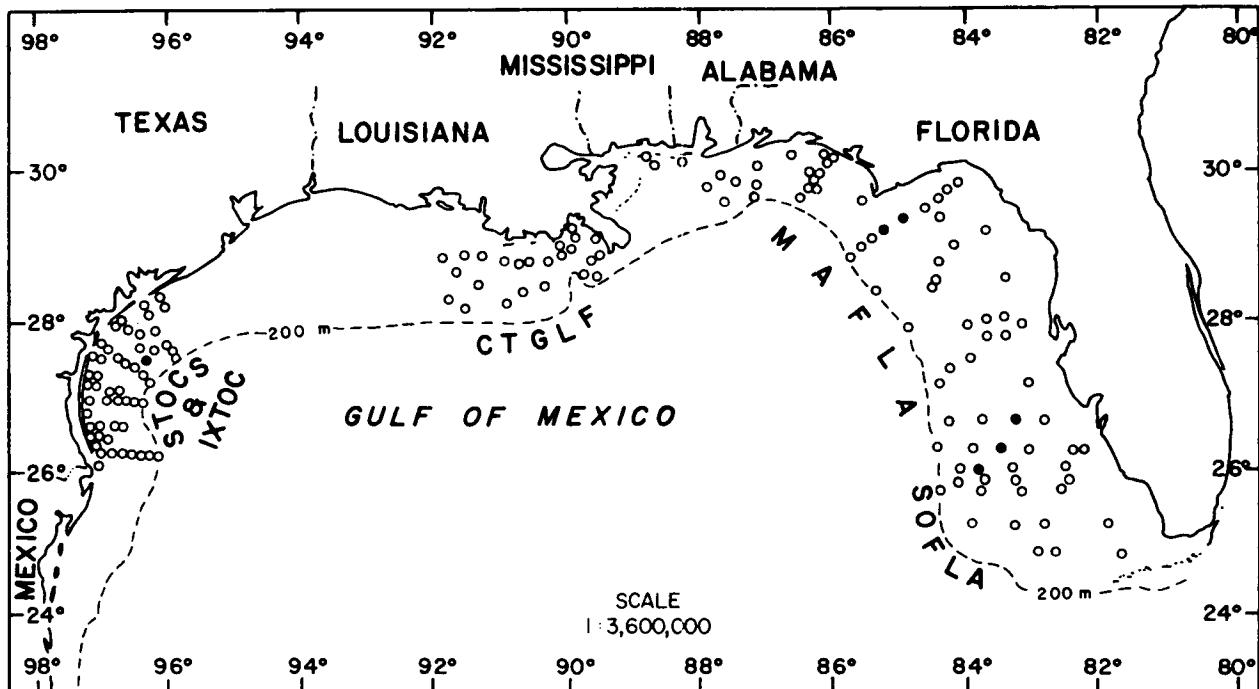 98° 96° 94° 92° 90° 88° 86° 84° 82° 80°
MISSISSIPPI ALABAMA
TEXAS LOUISIANA FLORIDA
30° 30°
28° 28°
200 m
CTGLF
MAFLA
STOCS
&
IXTOC
GULF OF MEXICO
26° 26°
SOFLA
MEXICO
200 m
24° 24°
SCALE
1:3,600,000
98° 96° 94° 92° 90° 88° 86° 84° 82° 80°